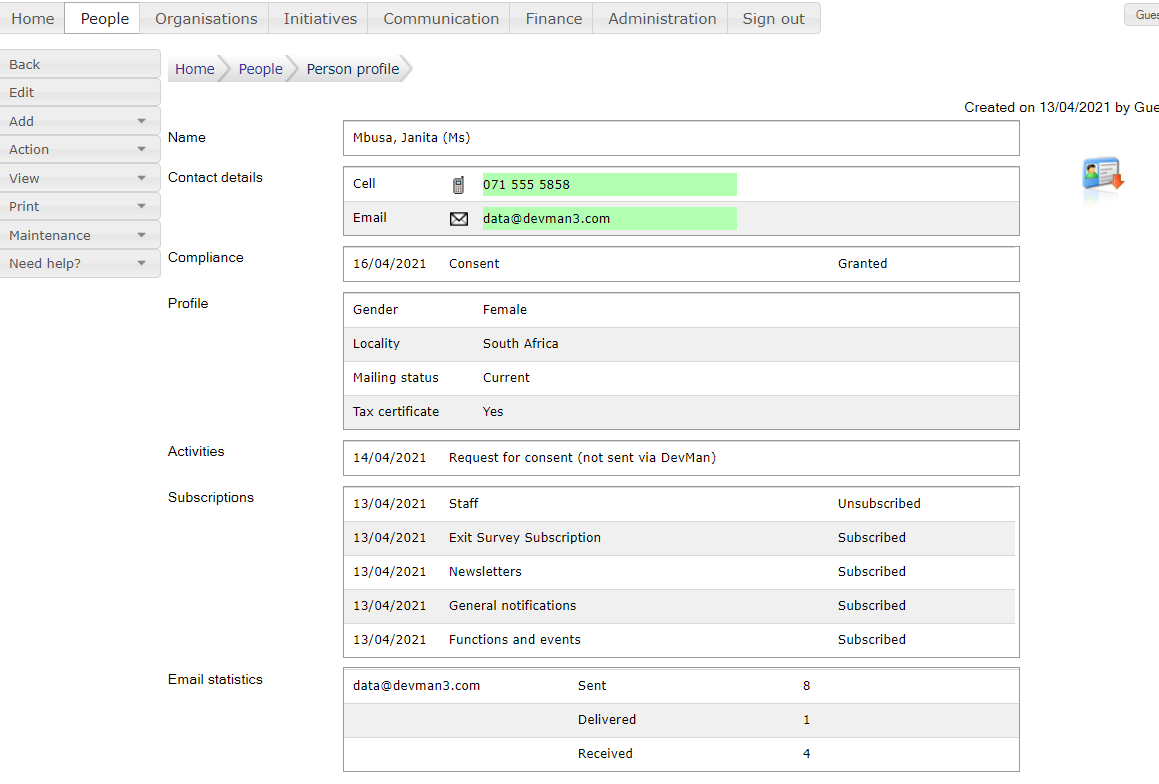 Home People Organisations Initiatives Communication Finance Administration Sign out Gues
Back
Edit
Add
Action
View
Print
Maintenance
Need help?
Home People Person profile
Created on 13/04/2021 by Gue
Name Mbusa, Janita (Ms)
Contact details Cell 071 555 5858
Email data@devman3.com
Compliance 16/04/2021 Consent Granted
Profile Gender Female
Locality South Africa
Mailing status Current
Tax certificate Yes
Activities 14/04/2021 Request for consent (not sent via DevMan)
Subscriptions 13/04/2021 Staff Unsubscribed
13/04/2021 Exit Survey Subscription Subscribed
13/04/2021 Newsletters Subscribed
13/04/2021 General notifications Subscribed
13/04/2021 Functions and events Subscribed
Email statistics data@devman3.com Sent 8
Delivered 1
Received 4